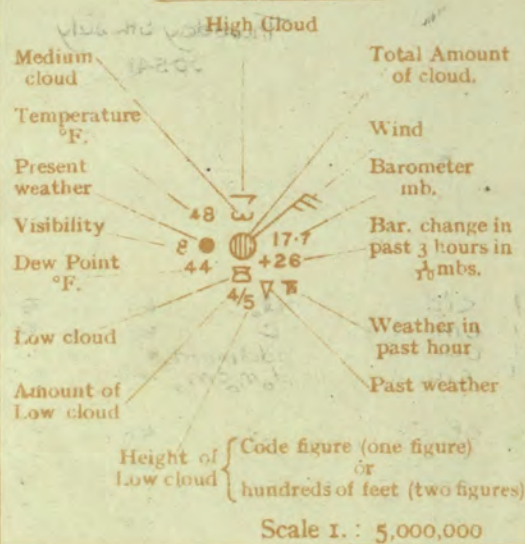 High Cloud
Medium
cloud
Total Amount
of cloud.
Temperature
°F.
Wind
Present
weather
Barometer
mb.
48
Visibility
8
17.7
Bar. change in
past 3 hours in
1/10 mbs.
Dew Point
°F.
44
+26
4/5
Low cloud
Weather in
past hour
Amount of
Low cloud
Past weather
Height of
Low cloud
Code figure (one figure)
or
hundreds of feet (two figures)
Scale 1. : 5,000,000